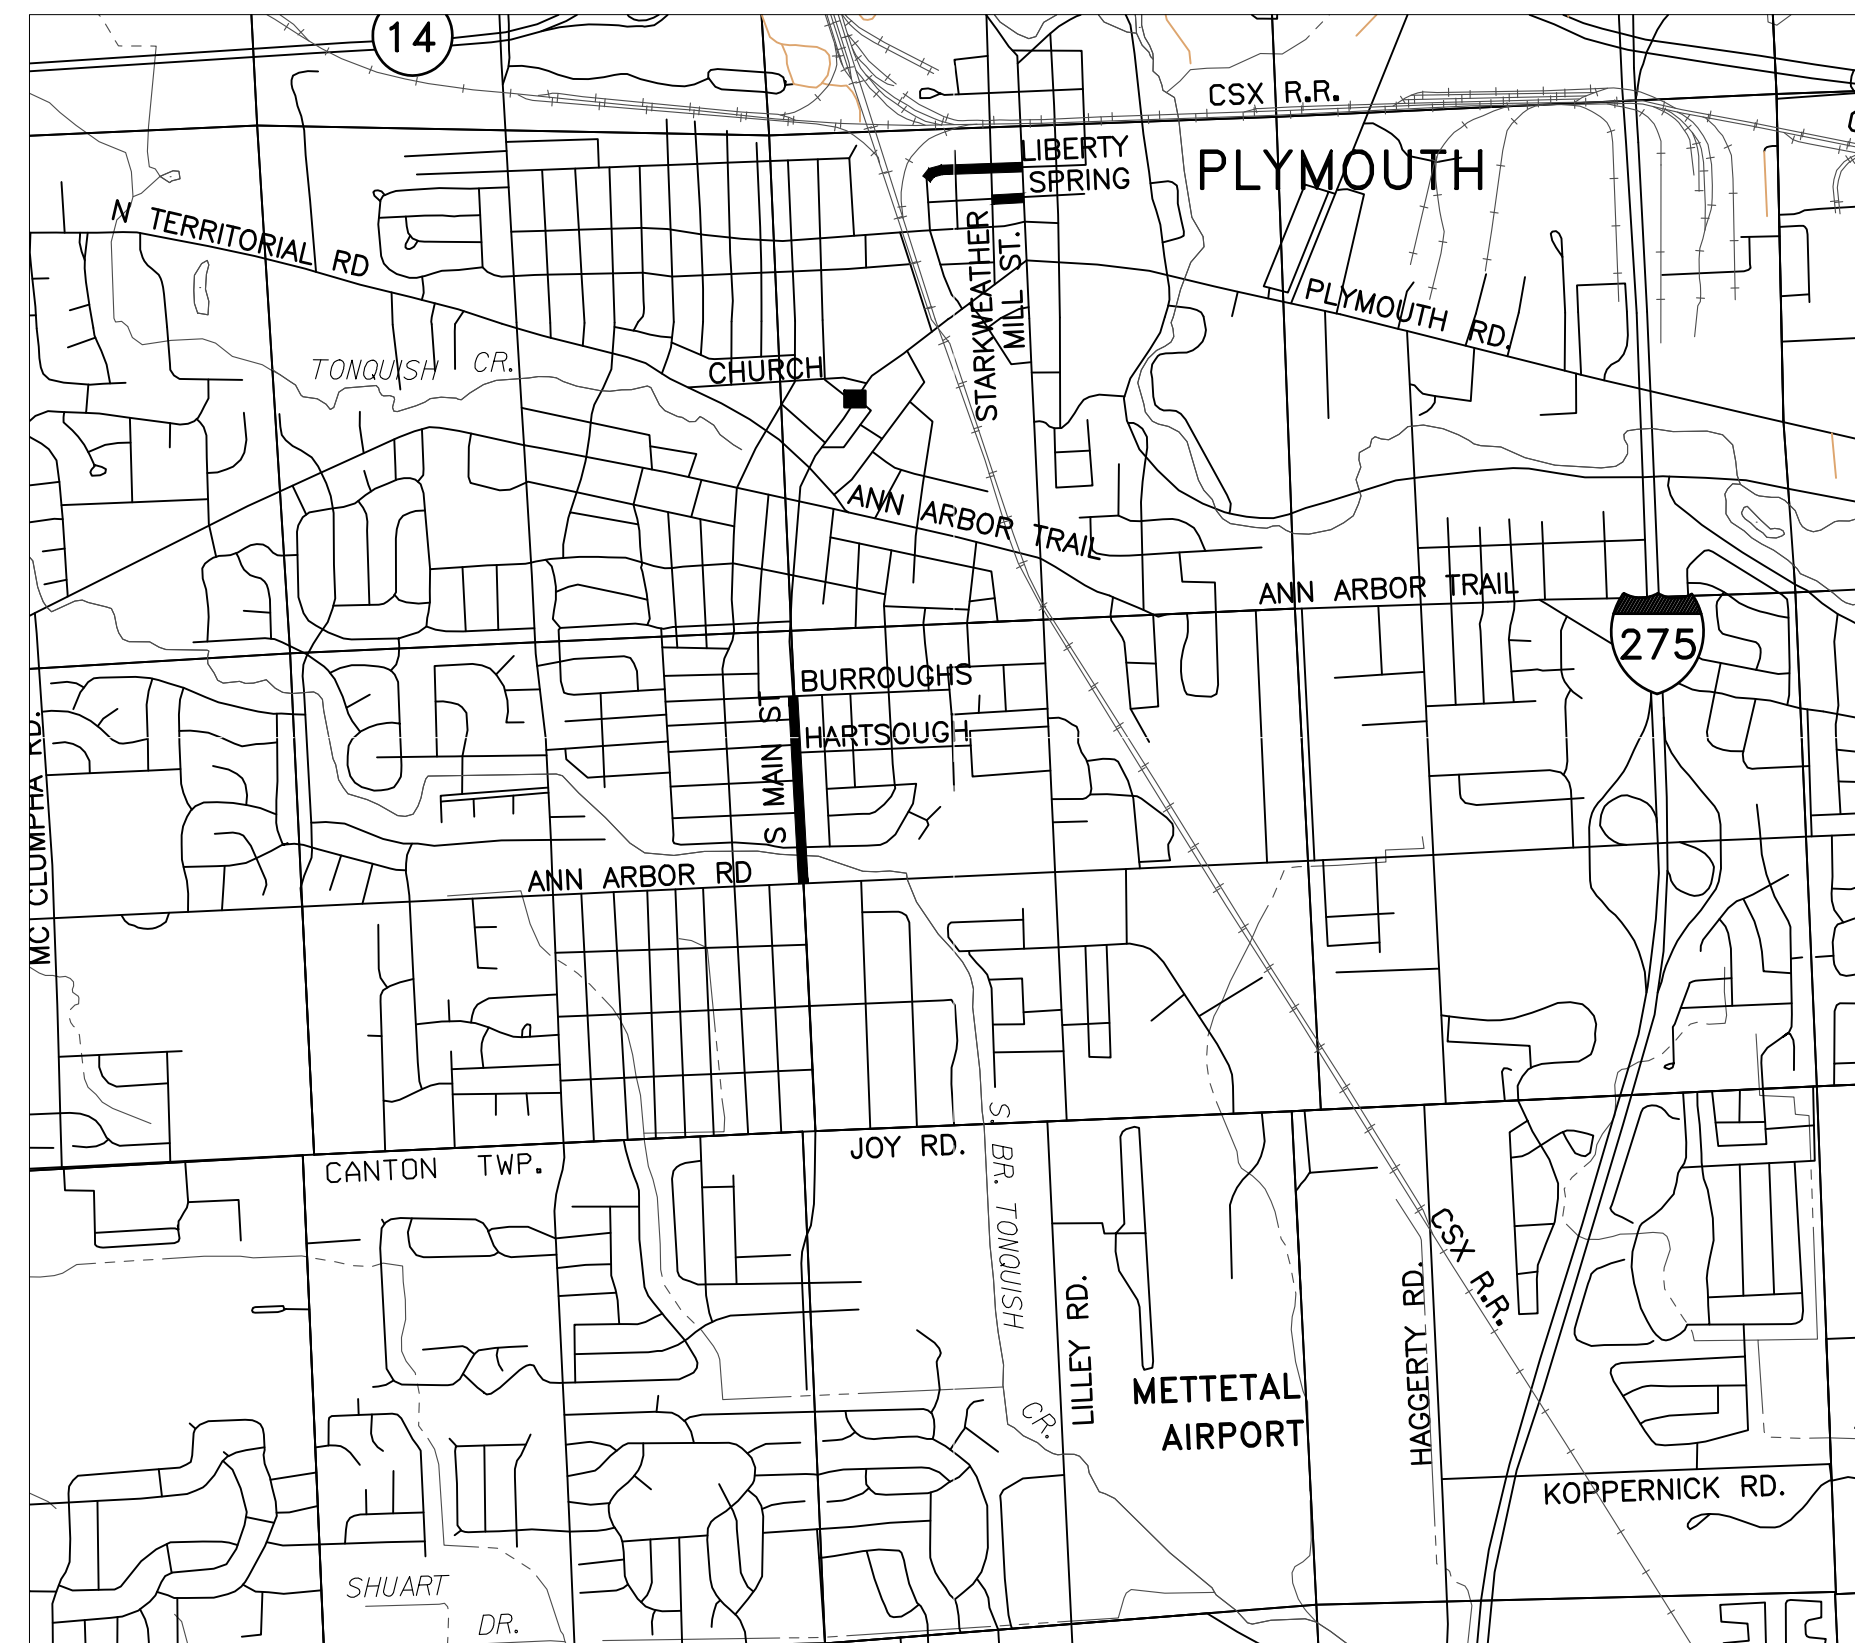 14
CSX R.R.
LIBERTY
SPRING
PLYMOUTH
N TERRITORIAL RD
STARKWEATHER
MILL ST.
PLYMOUTH RD.
TONQUISH CR.
CHURCH
ANN ARBOR TRAIL
ANN ARBOR TRAIL
275
BURROUGHS
HARTSOUGH
S MAIN ST
MC CLUMPHA RD.
ANN ARBOR RD
JOY RD.
CANTON TWP.
S. BR. TONQUISH CR.
LILLEY RD.
HAGGERTY RD.
CSX R.R.
METTETAL
AIRPORT
KOPPERNICK RD.
SHUART
DR.